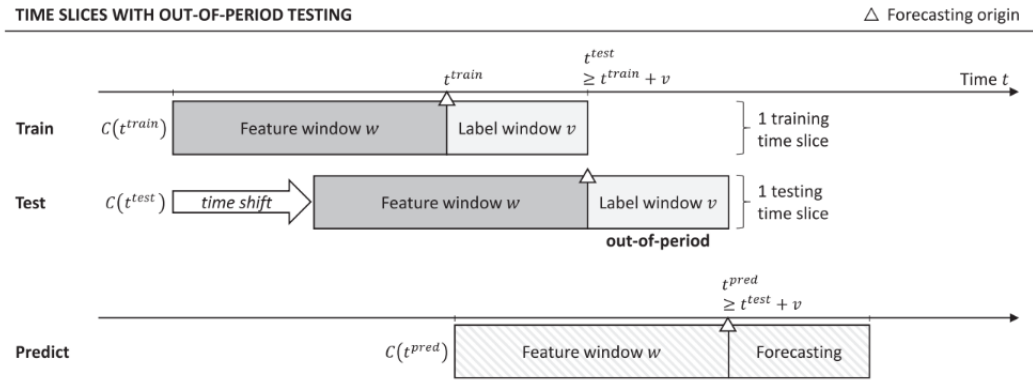 TIME SLICES WITH OUT-OF-PERIOD TESTING
△ Forecasting origin
t^test
t^train ≥ t^train + v Time t
Train C(t^train) Feature window w Label window v 1 training
time slice
Test C(t^test) time shift Feature window w Label window v 1 testing
time slice
out-of-period
t^pred
≥ t^test + v
Predict C(t^pred) Feature window w Forecasting